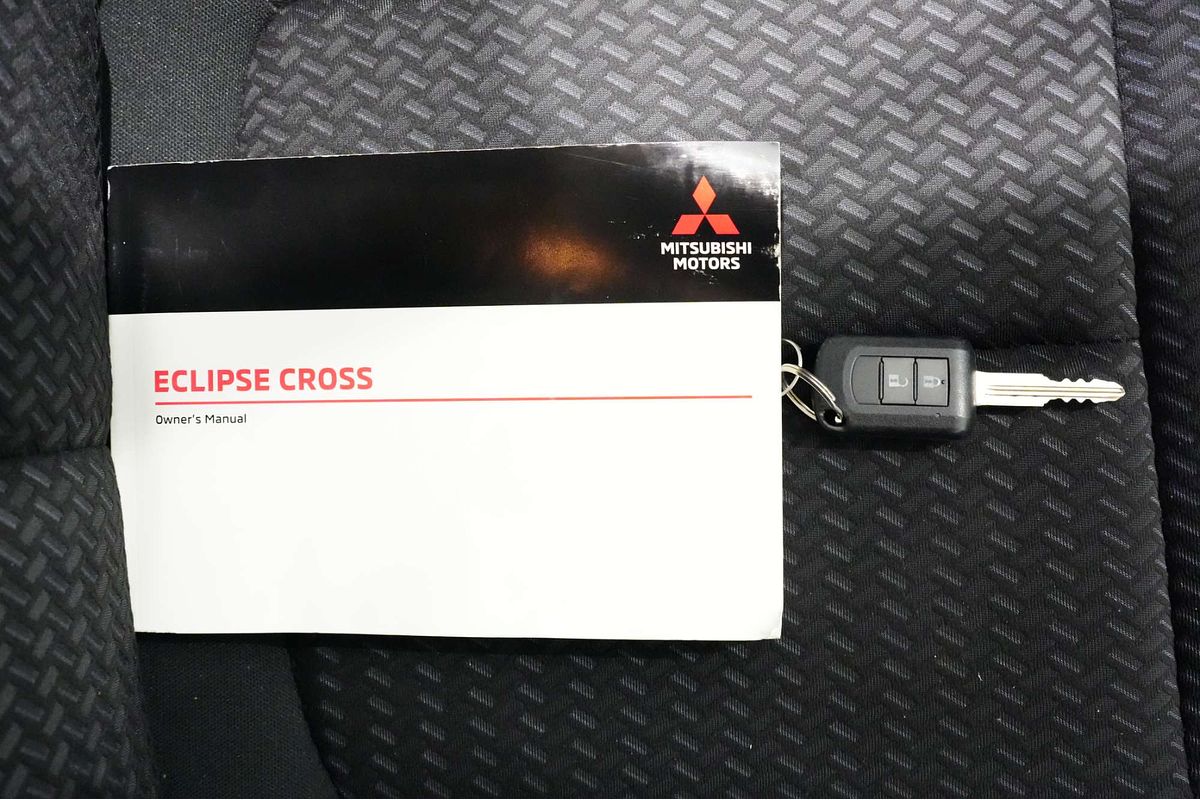 MITSUBISHI
MOTORS
ECLIPSE CROSS
Owner's Manual